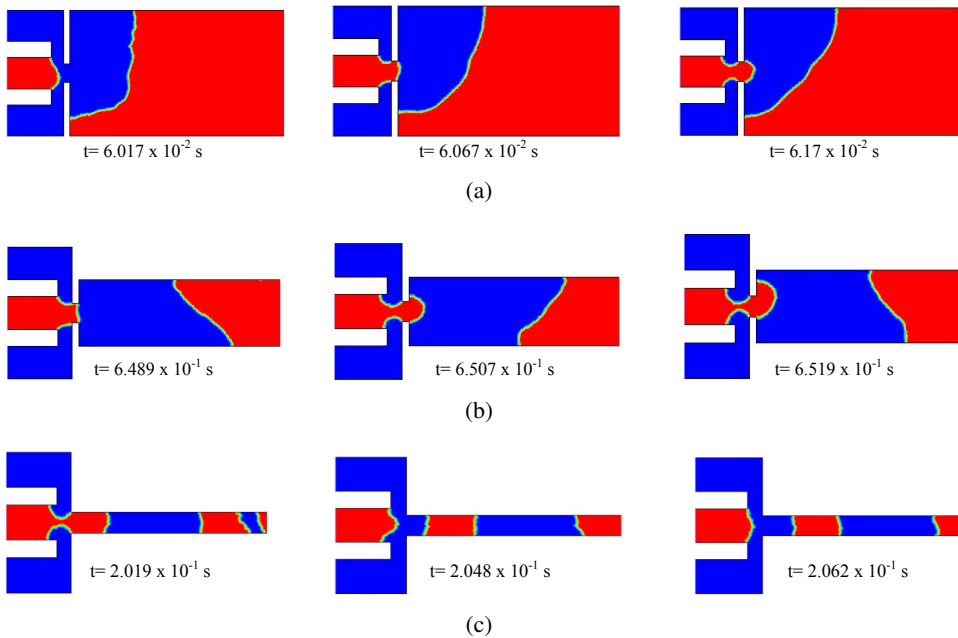 t= 6.017 x 10⁻² s
t= 6.067 x 10⁻² s
t= 6.17 x 10⁻² s
(a)
t= 6.489 x 10⁻¹ s
t= 6.507 x 10⁻¹ s
t= 6.519 x 10⁻¹ s
(b)
t= 2.019 x 10⁻¹ s
t= 2.048 x 10⁻¹ s
t= 2.062 x 10⁻¹ s
(c)